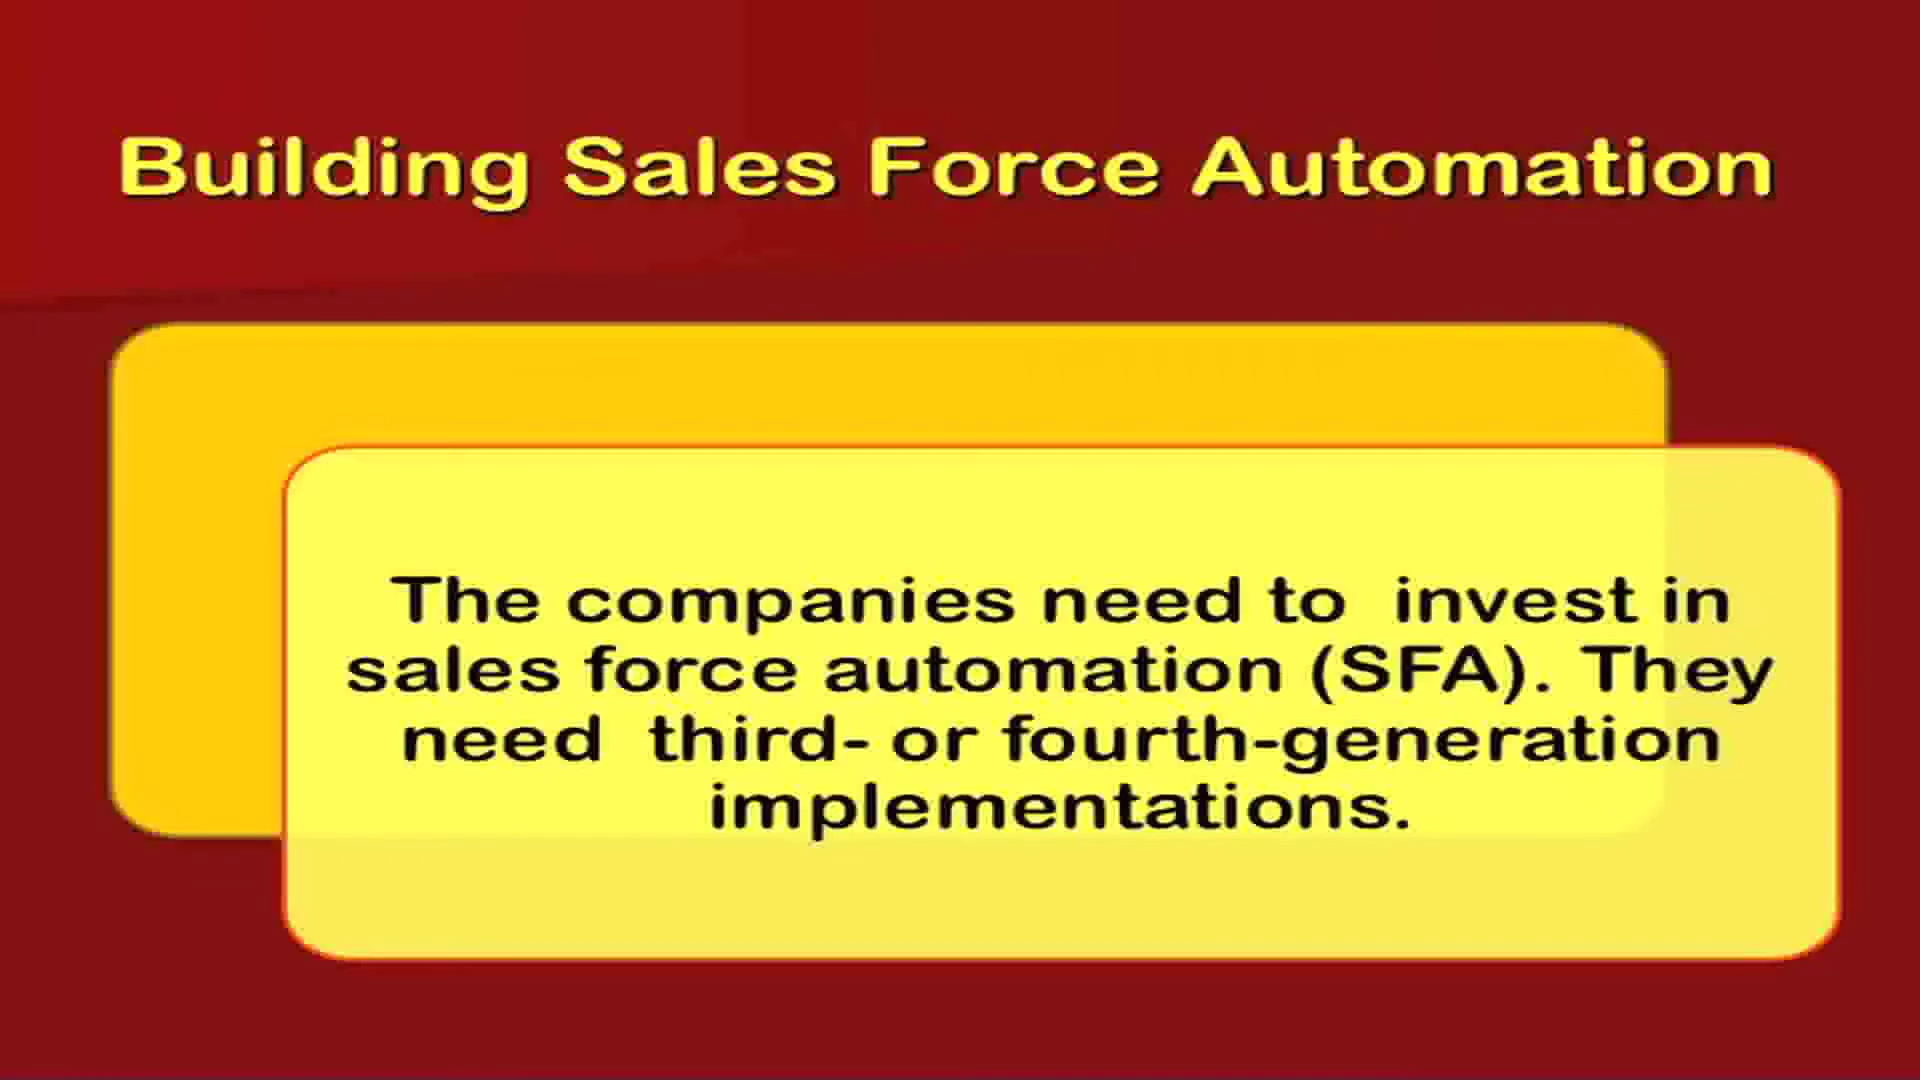 Building Sales Force Automation
The companies need to invest in
sales force automation (SFA). They
need third- or fourth-generation
implementations.